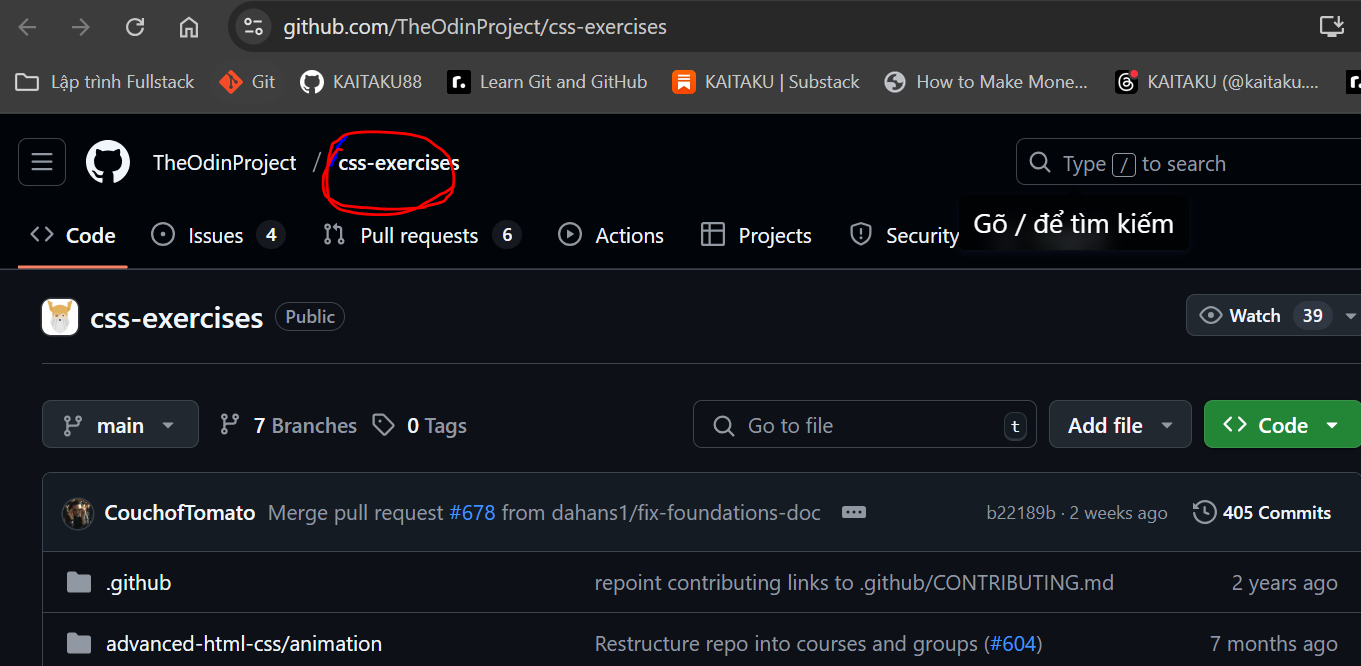 github.com/TheOdinProject/css-exercises
Lập trình Fullstack Git KAITAKU88 Learn Git and GitHub KAITAKU | Substack How to Make Mone... KAITAKU (@kaitaku....
TheOdinProject / css-exercises Type / to search
Code Issues 4 Pull requests 6 Actions Projects Security
Gõ / để tìm kiếm
css-exercises Public Watch 39
main 7 Branches 0 Tags Go to file t Add file Code
CouchofTomato Merge pull request #678 from dahans1/fix-foundations-doc b22189b · 2 weeks ago 405 Commits
.github repoint contributing links to .github/CONTRIBUTING.md 2 years ago
advanced-html-css/animation Restructure repo into courses and groups (#604) 7 months ago